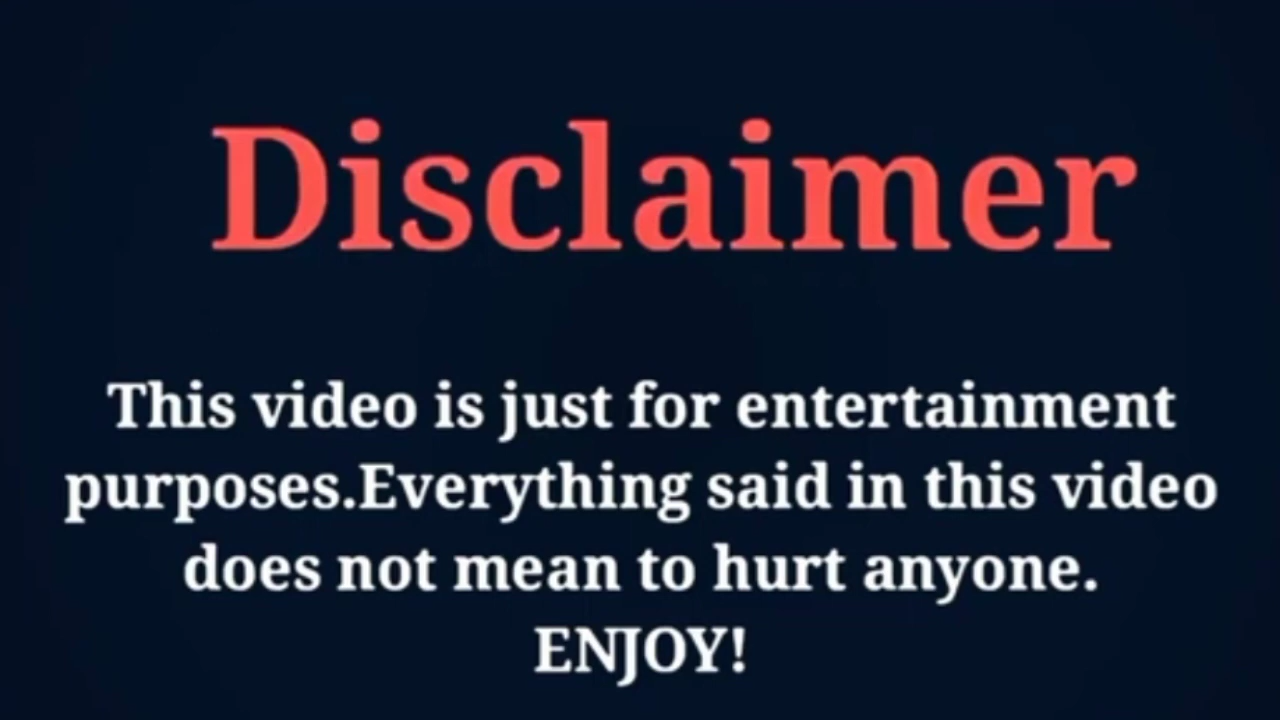 Disclaimer
This video is just for entertainment
purposes.Everything said in this video
does not mean to hurt anyone.
ENJOY!